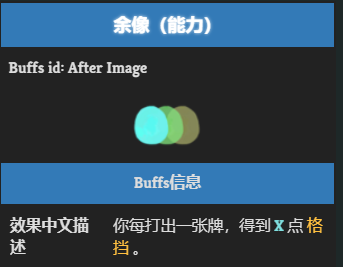 余像（能力）
Buffs id: After Image
Buffs信息
效果中文描
述
你每打出一张牌，得到 X 点 格
挡 。